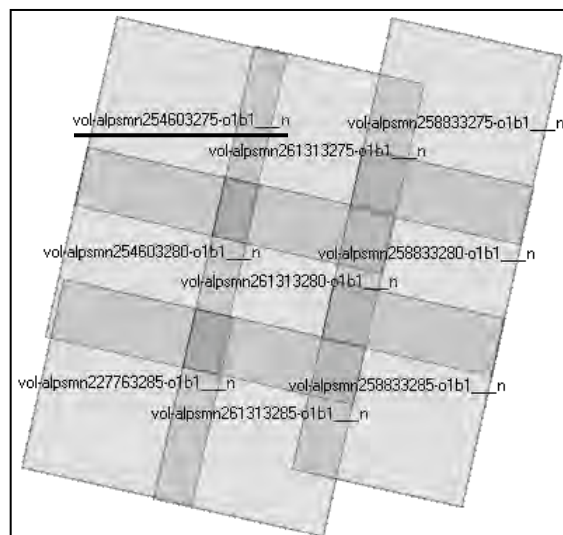 vol-alpsmn254603275-o1b1___n
vol-alpsmn258833275-o1b1___n
vol-alpsmn261313275-o1b1___n
vol-alpsmn254603280-o1b1___n
vol-alpsmn258833280-o1b1___n
vol-alpsmn261313280-o1b1___n
vol-alpsmn227763285-o1b1___n
vol-alpsmn258833285-o1b1___n
vol-alpsmn261313285-o1b1___n